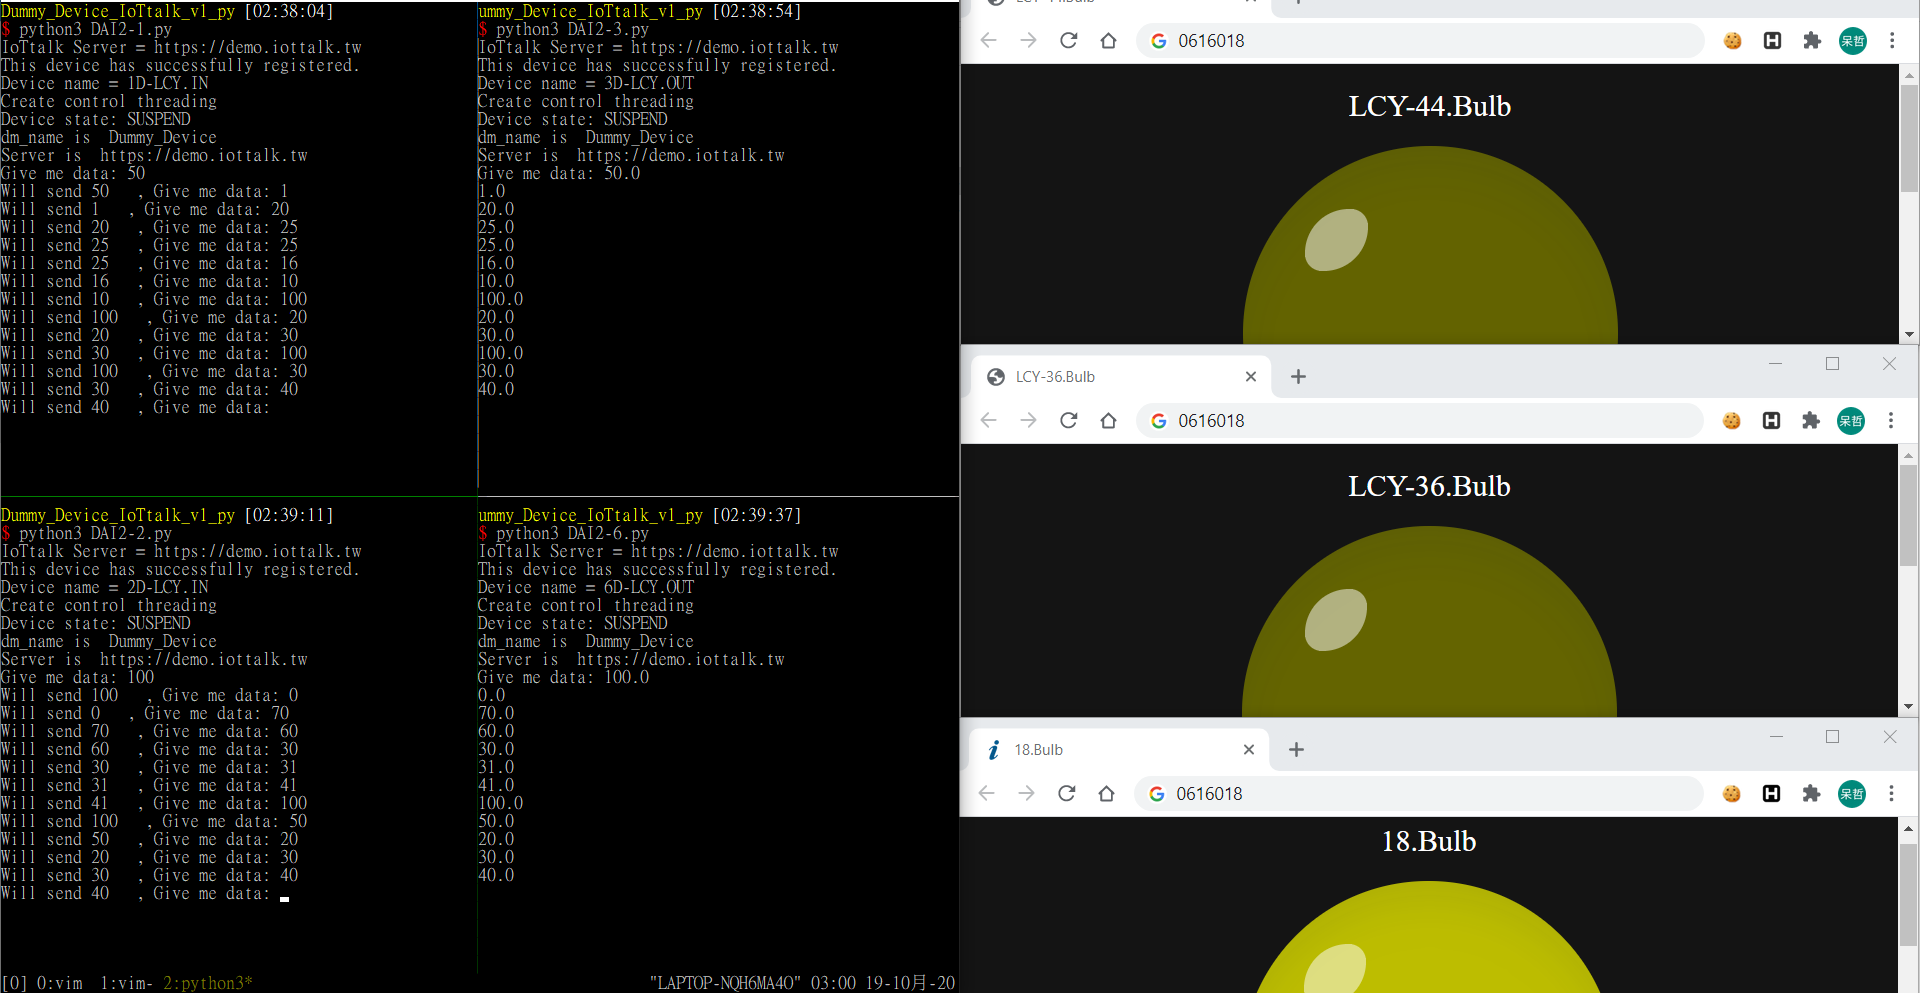 Dummy_Device_IoTtalk_v1_py [02:38:04]
$ python3 DAI2-1.py
IoTtalk Server = https://demo.iottalk.tw
This device has successfully registered.
Device name = 1D-LCY.IN
Create control threading
Device state: SUSPEND
dm_name is  Dummy_Device
Server is  https://demo.iottalk.tw
Give me data: 50
Will send 50   , Give me data: 1
Will send 1   , Give me data: 20
Will send 20   , Give me data: 25
Will send 25   , Give me data: 25
Will send 25   , Give me data: 16
Will send 16   , Give me data: 10
Will send 10   , Give me data: 100
Will send 100   , Give me data: 20
Will send 20   , Give me data: 30
Will send 30   , Give me data: 100
Will send 100   , Give me data: 30
Will send 30   , Give me data: 40
Will send 40   , Give me data:
ummy_Device_IoTtalk_v1_py [02:38:54]
$ python3 DAI2-3.py
IoTtalk Server = https://demo.iottalk.tw
This device has successfully registered.
Device name = 3D-LCY.OUT
Create control threading
Device state: SUSPEND
dm_name is  Dummy_Device
Server is  https://demo.iottalk.tw
Give me data: 50.0
1.0
20.0
25.0
25.0
16.0
10.0
100.0
20.0
30.0
100.0
30.0
40.0
Dummy_Device_IoTtalk_v1_py [02:39:11]
$ python3 DAI2-2.py
IoTtalk Server = https://demo.iottalk.tw
This device has successfully registered.
Device name = 2D-LCY.IN
Create control threading
Device state: SUSPEND
dm_name is  Dummy_Device
Server is  https://demo.iottalk.tw
Give me data: 100
Will send 100   , Give me data: 0
Will send 0   , Give me data: 70
Will send 70   , Give me data: 60
Will send 60   , Give me data: 30
Will send 30   , Give me data: 31
Will send 31   , Give me data: 41
Will send 41   , Give me data: 100
Will send 100   , Give me data: 50
Will send 50   , Give me data: 20
Will send 20   , Give me data: 30
Will send 30   , Give me data: 40
Will send 40   , Give me data:
ummy_Device_IoTtalk_v1_py [02:39:37]
$ python3 DAI2-6.py
IoTtalk Server = https://demo.iottalk.tw
This device has successfully registered.
Device name = 6D-LCY.OUT
Create control threading
Device state: SUSPEND
dm_name is  Dummy_Device
Server is  https://demo.iottalk.tw
Give me data: 100.0
0.0
70.0
60.0
30.0
31.0
41.0
100.0
50.0
20.0
30.0
40.0
[0] 0:vim  1:vim- 2:python3*
"LAPTOP-NQH6MA4O" 03:00 19-10月-20
0616018
呆哲
LCY-44.Bulb
LCY-36.Bulb
0616018
呆哲
LCY-36.Bulb
18.Bulb
0616018
呆哲
18.Bulb